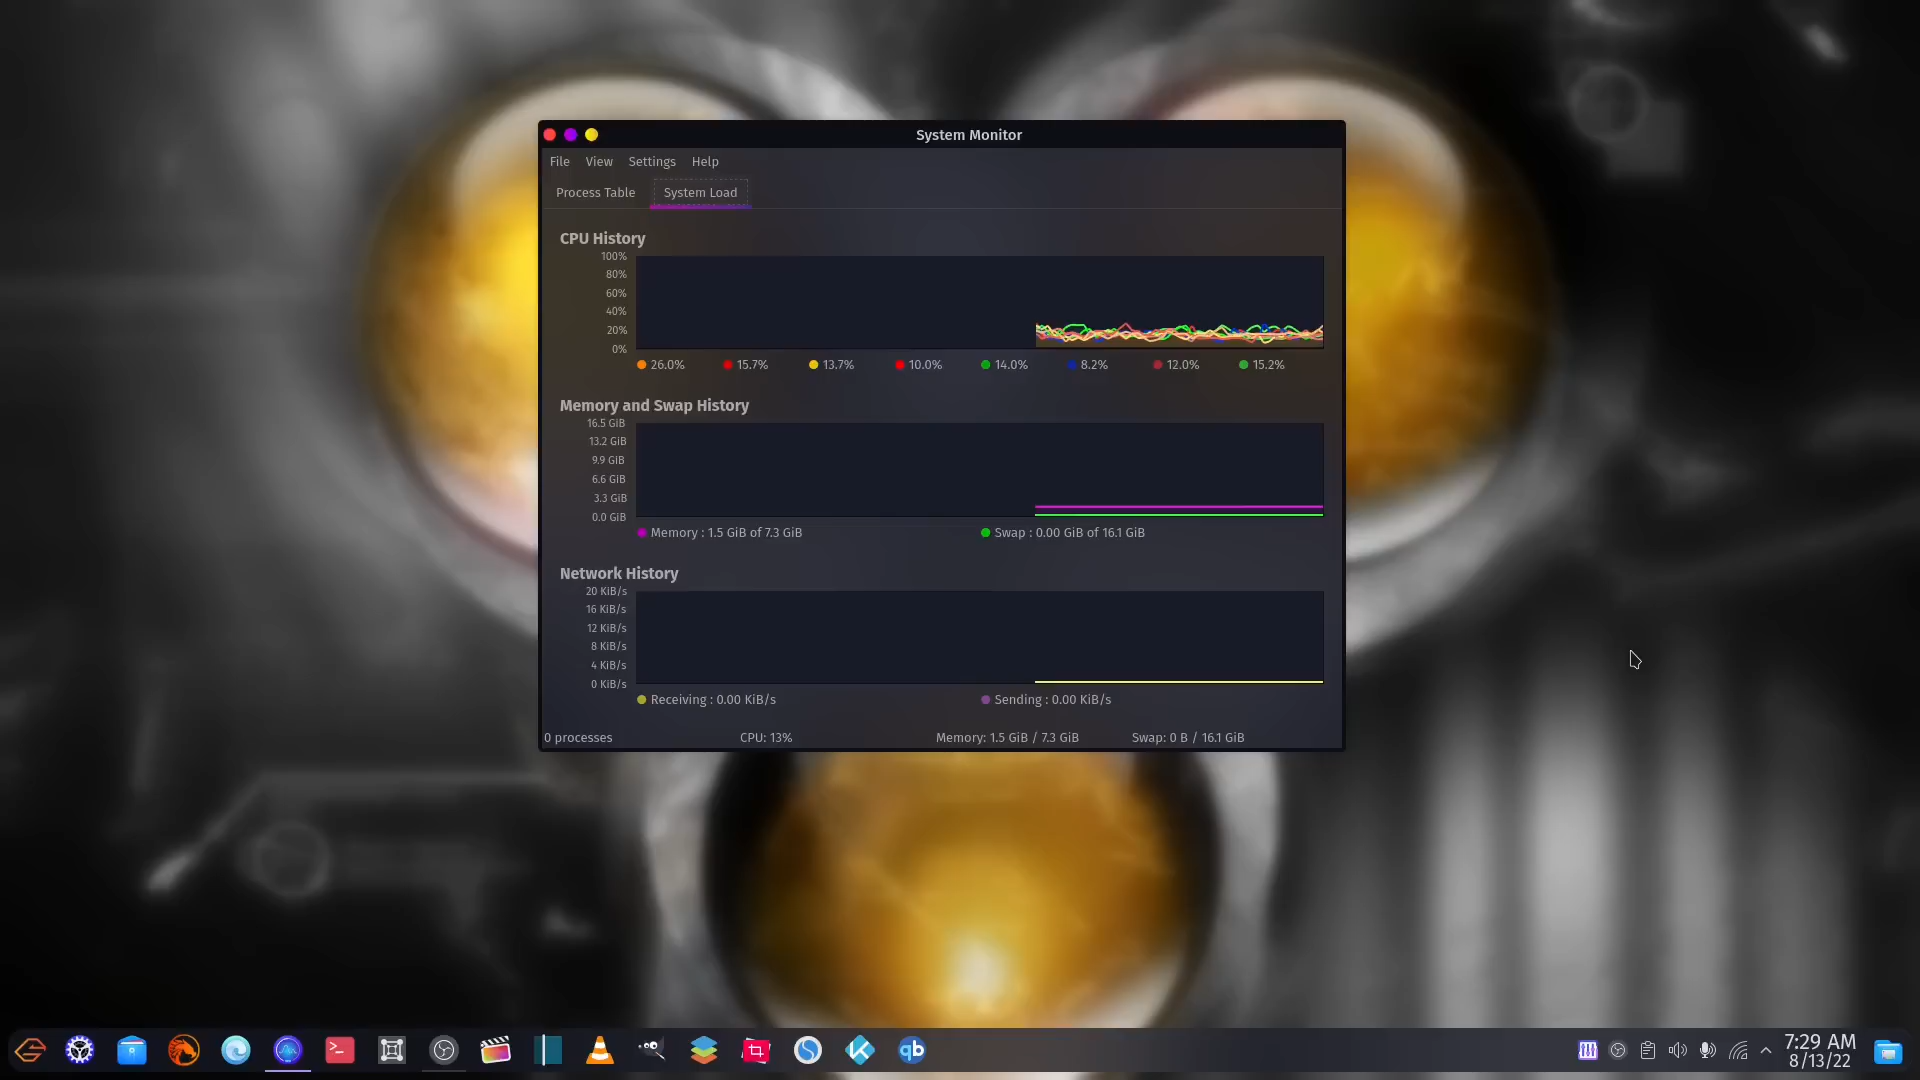 System Monitor
File View Settings Help
Process Table System Load
CPU History
100%
80%
60%
40%
20%
0%
26.0% 15.7% 13.7% 10.0% 14.0% 8.2% 12.0% 15.2%
Memory and Swap History
16.5 GiB
13.2 GiB
9.9 GiB
6.6 GiB
3.3 GiB
0.0 GiB
Memory : 1.5 GiB of 7.3 GiB Swap : 0.00 GiB of 16.1 GiB
Network History
20 KiB/s
16 KiB/s
12 KiB/s
8 KiB/s
4 KiB/s
0 KiB/s
Receiving : 0.00 KiB/s Sending : 0.00 KiB/s
0 processes CPU: 13% Memory: 1.5 GiB / 7.3 GiB Swap: 0 B / 16.1 GiB
qb
7:29 AM
8/13/22